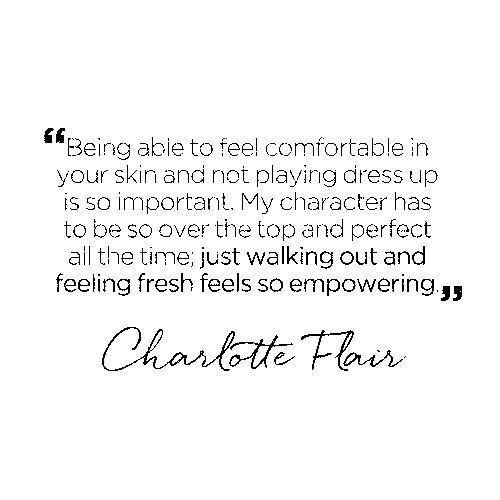 “Being able to feel comfortable in
your skin and not playing dress up
is so important. My character has
to be so over the top and perfect
all the time; just walking out and
feeling fresh feels so empowering.”
Charlotte Flair